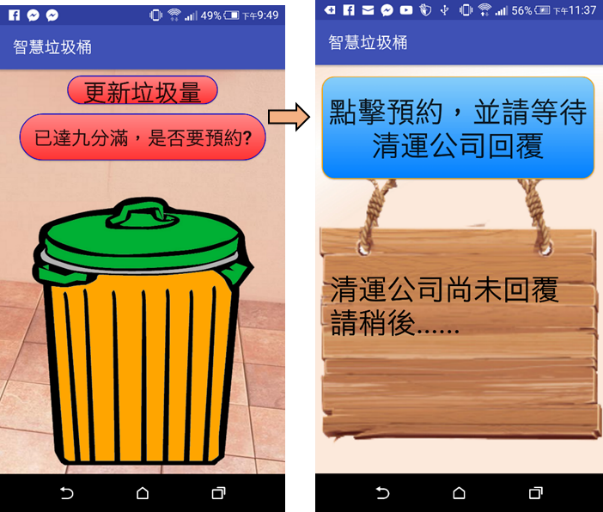 49% 下午9:49
智慧垃圾桶
更新垃圾量
已達九分滿，是否要預約?
56% 下午11:37
智慧垃圾桶
點擊預約，並請等待
清運公司回覆
清運公司尚未回覆
請稍後......